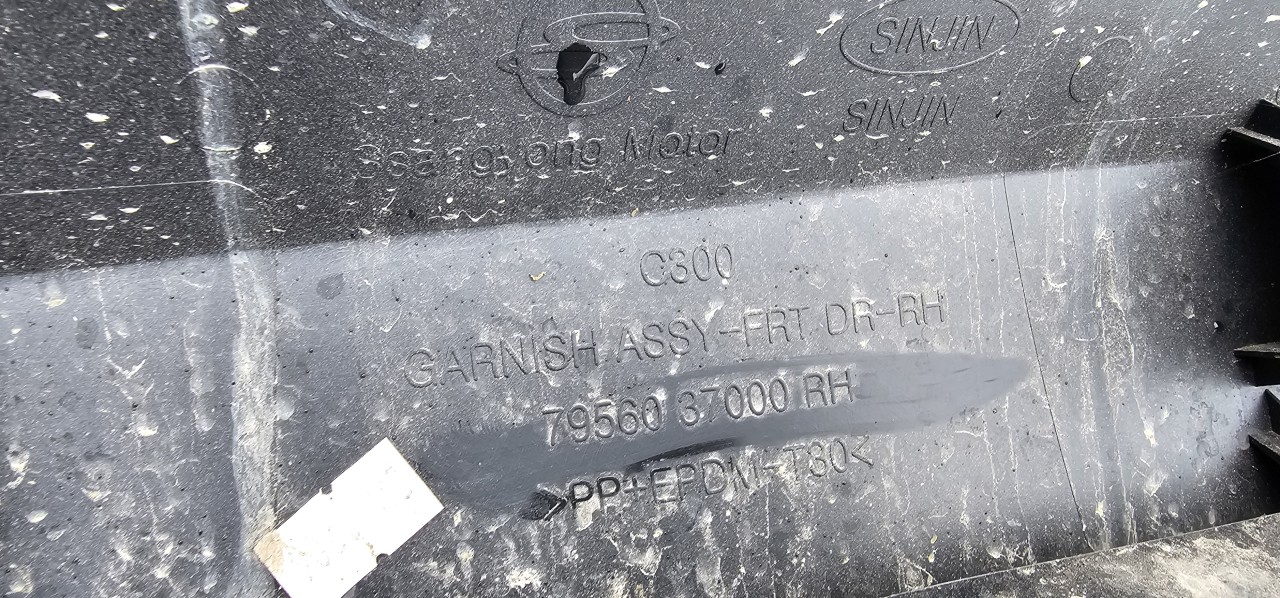 SINJIN
SINJIN
SsangYong Motor
C300
GARNISH ASSY-FRT DR-RH
79560 37000 RH
>PP+EPDM-T30<